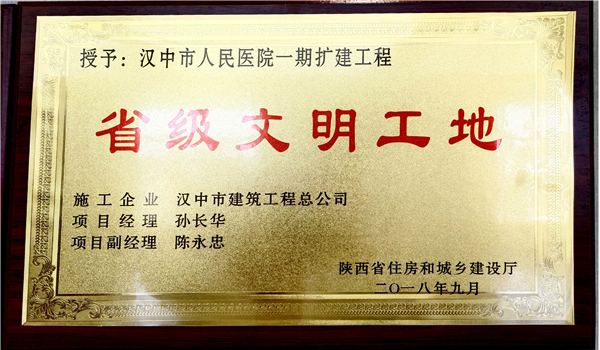 授予：汉中市人民医院一期扩建工程
省级文明工地
施工企业 汉中市建筑工程总公司
项目经理 孙长华
项目副经理 陈永忠
陕西省住房和城乡建设厅
二〇一八年九月